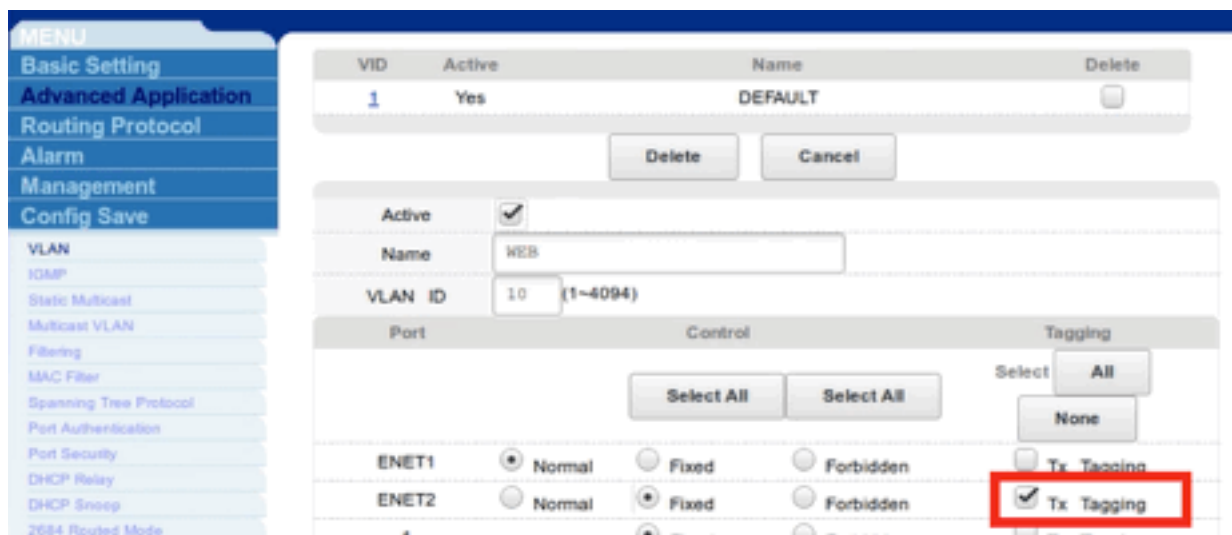 MENU
Basic Setting
Advanced Application
Routing Protocol
Alarm
Management
Config Save
VLAN
IGMP
Static Multicast
Multicast VLAN
Filtering
MAC Filter
Spanning Tree Protocol
Port Authentication
Port Security
DHCP Relay
DHCP Snoop
2684 Routed Mode
VID Active Name Delete
1 Yes DEFAULT
Delete Cancel
Active
Name WEB
VLAN ID 10 (1~4094)
Port Control Tagging
Select All Select All Select All
None
ENET1 Normal Fixed Forbidden Tx Tagging
ENET2 Normal Fixed Forbidden Tx Tagging